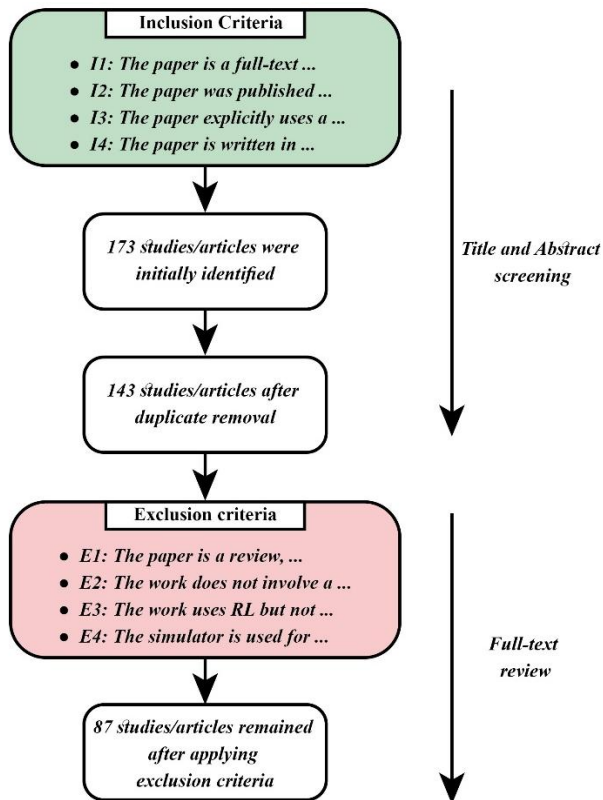 Inclusion Criteria
• I1: The paper is a full-text ...
• I2: The paper was published ...
• I3: The paper explicitly uses a ...
• I4: The paper is written in ...
173 studies/articles were
initially identified
Title and Abstract
screening
143 studies/articles after
duplicate removal
Exclusion criteria
• E1: The paper is a review, ...
• E2: The work does not involve a ...
• E3: The work uses RL but not ...
• E4: The simulator is used for ...
Full-text
review
87 studies/articles remained
after applying
exclusion criteria